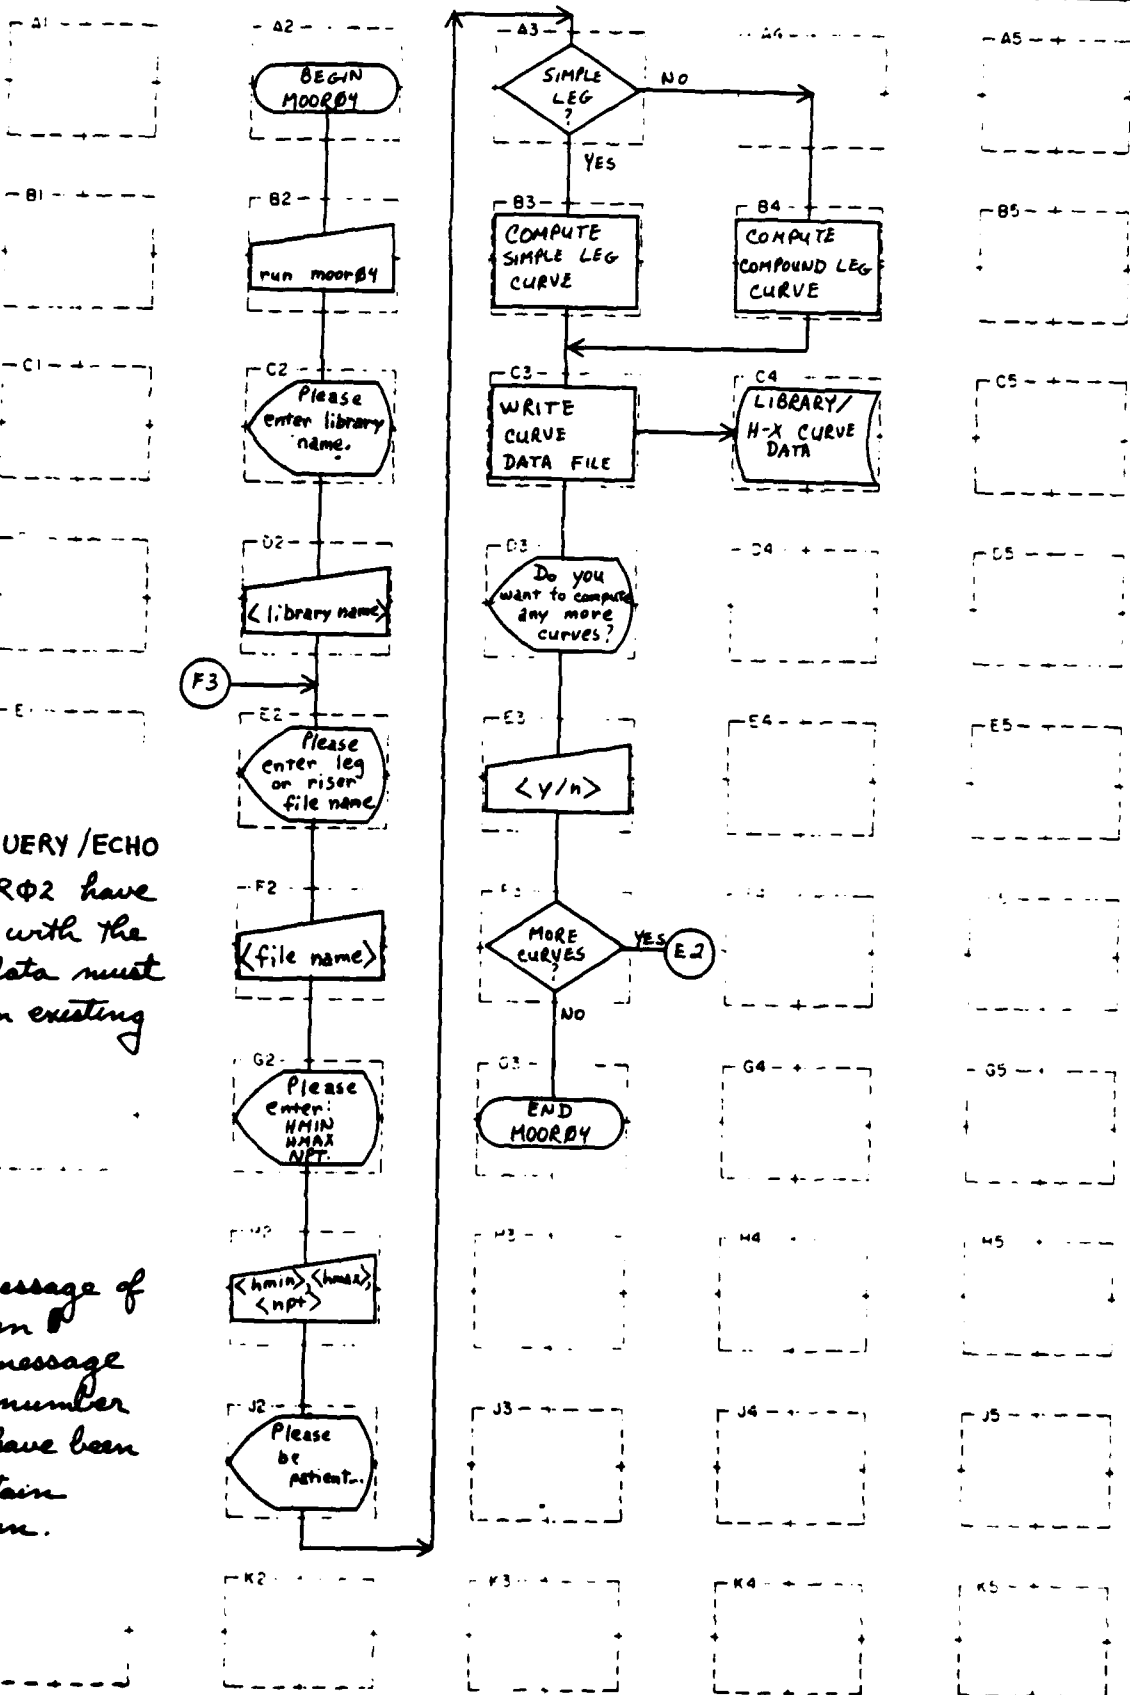 A1
A2
BEGIN
MOORØ4
B1
B2
run moorØ4
C1
C2
Please
enter library
name.
D2
<library name>
F3
E
E2
Please
enter leg
or riser
file name
UERY/ECHO
RΦ2 have
with the
data must
n existing
F2
<file name>
G2
Please
enter:
HMIN
HMAX
NPT.
H2
<hmin>,<hmax>,
<npt>
essage of
message
number
have been
tain
J2
Please
be
patient...
K2
A3
SIMPLE
LEG
?
NO
YES
B3
COMPUTE
SIMPLE LEG
CURVE
C3
WRITE
CURVE
DATA FILE
D3
Do you
want to compute
any more
curves?
E3
<y/n>
MORE
CURVES
?
YES
E2
NO
G3
END
MOORØ4
H3
J3
K3
A4
B4
COMPUTE
COMPOUND LEG
CURVE
C4
LIBRARY/
H-X CURVE
DATA
D4
E4
G4
H4
J4
K4
A5
B5
C5
D5
E5
G5
H5
J5
K5